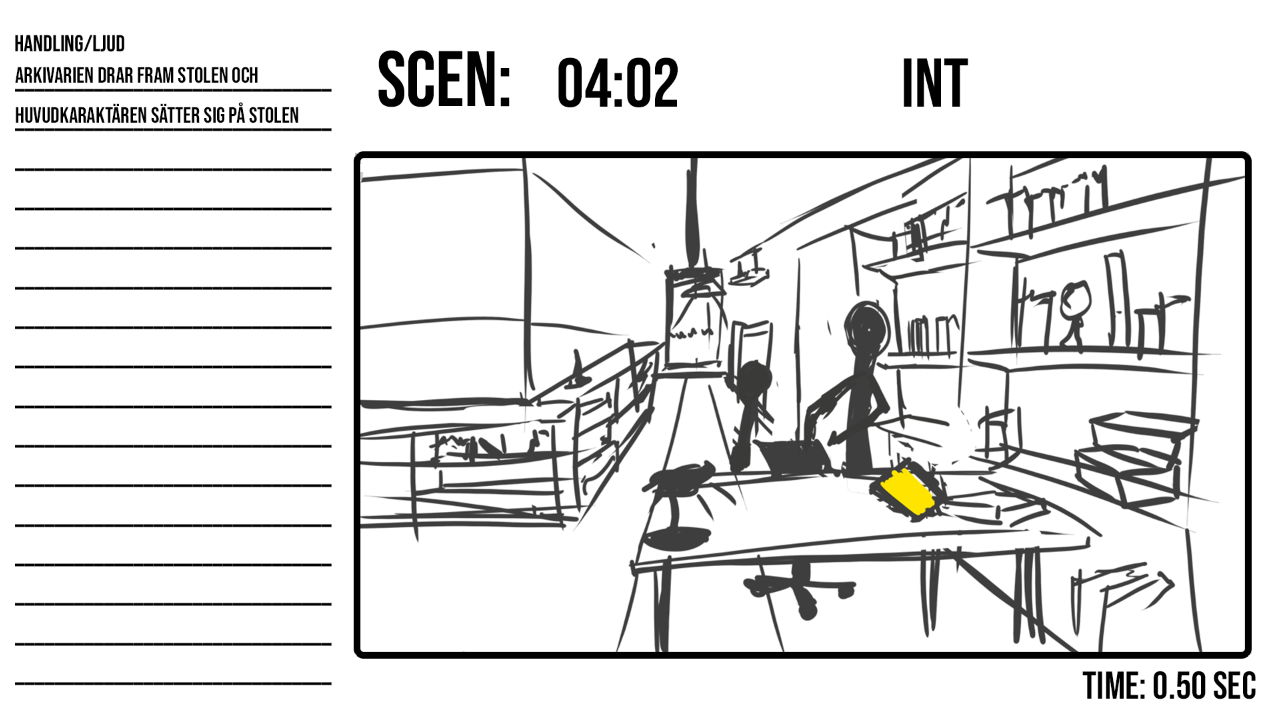 HANDLING/LJUD
ARKIVARIEN DRAR FRAM STOLEN OCH
HUVUDKARAKTÄREN SÄTTER SIG PÅ STOLEN
SCEN: 04:02 INT
TIME: 0.50 SEC